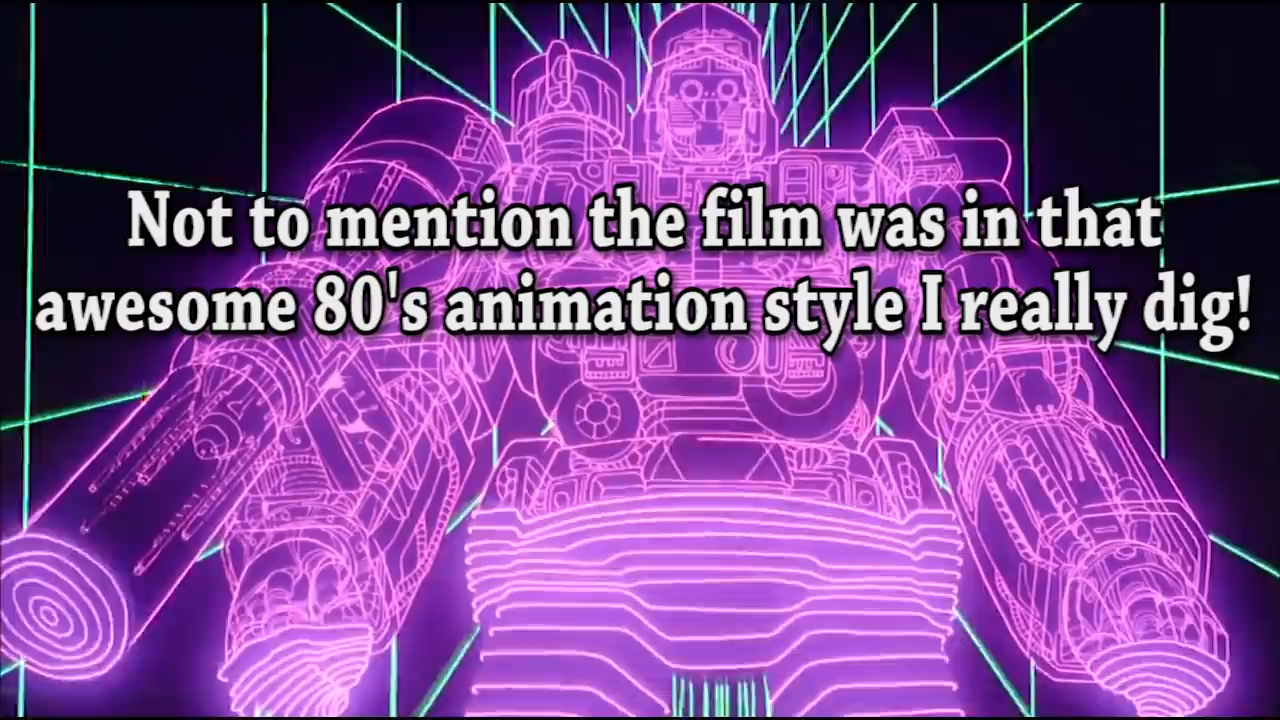 Not to mention the film was in that
awesome 80's animation style I really dig!